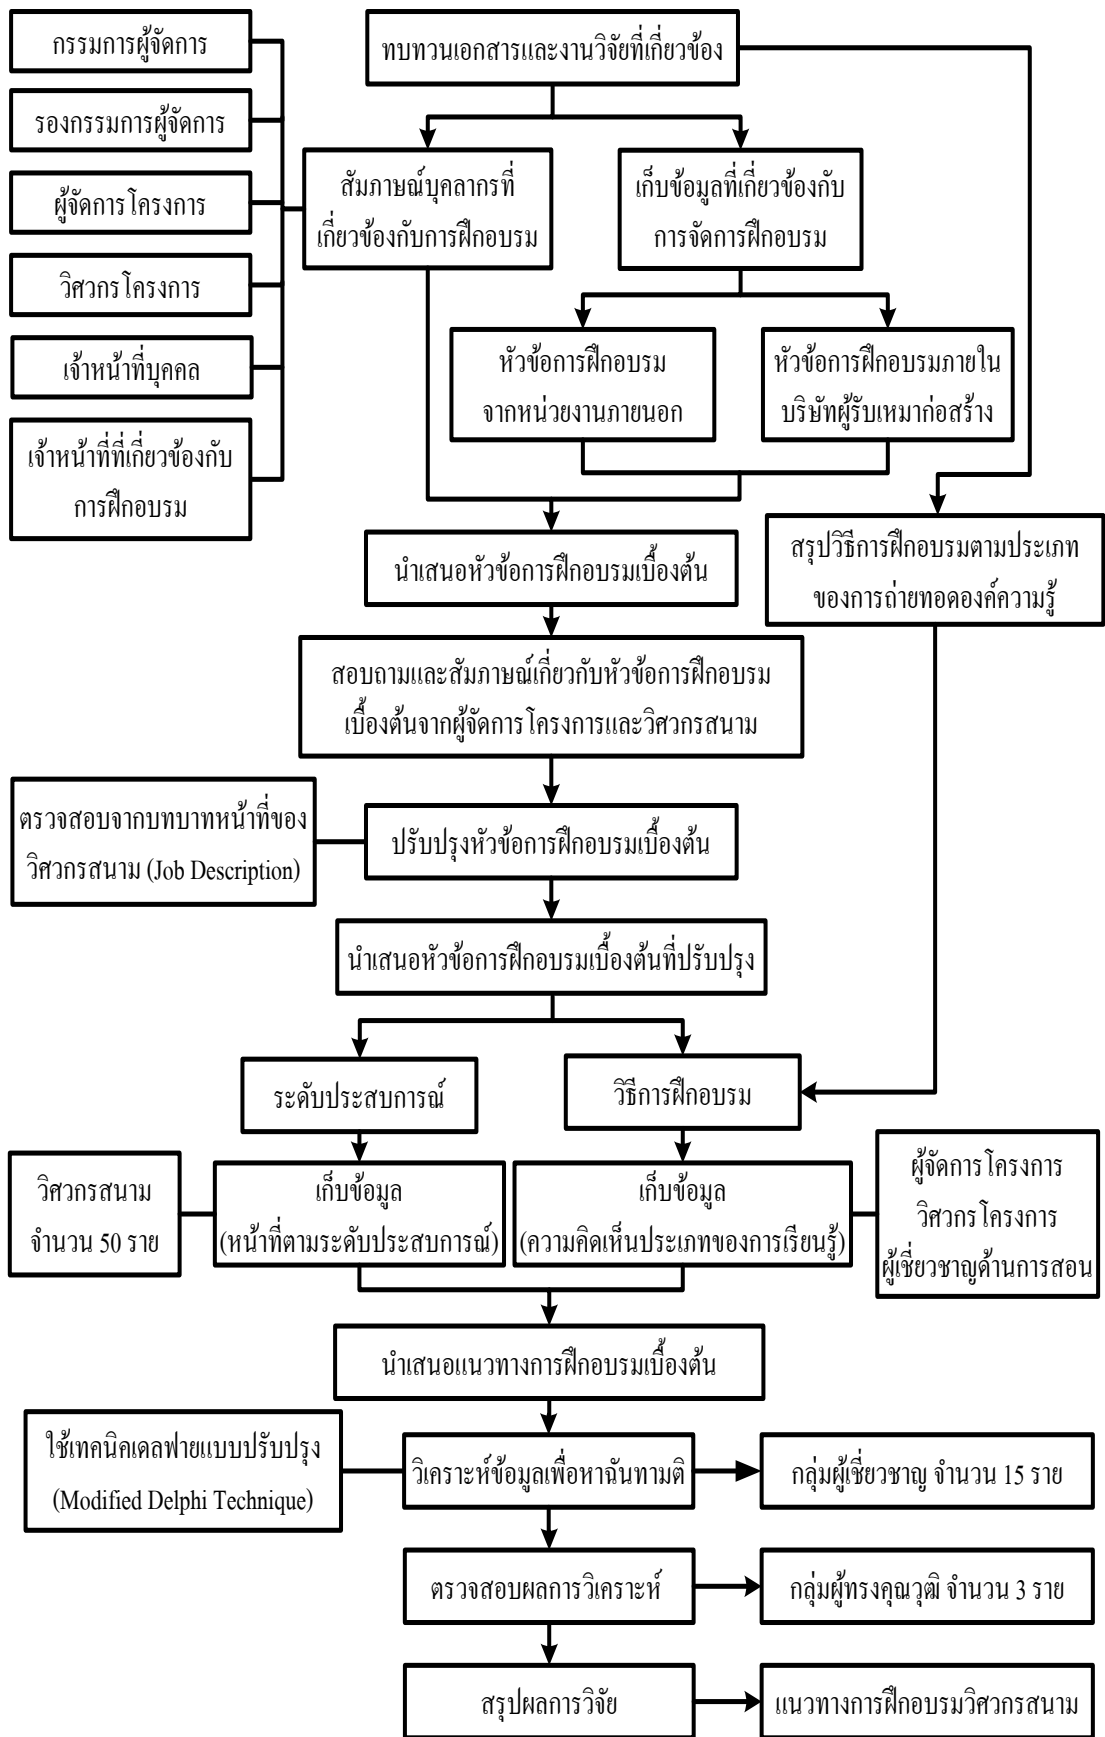 กรรมการผู้จัดการ
ทบทวนเอกสารและงานวิจัยที่เกี่ยวข้อง
รองกรรมการผู้จัดการ
ผู้จัดการโครงการ
วิศวกรโครงการ
เจ้าหน้าที่บุคคล
เจ้าหน้าที่ที่เกี่ยวข้องกับ
การฝึกอบรม
สัมภาษณ์บุคลากรที่
เกี่ยวข้องกับการฝึกอบรม
เก็บข้อมูลที่เกี่ยวข้องกับ
การจัดการฝึกอบรม
หัวข้อการฝึกอบรม
จากหน่วยงานภายนอก
หัวข้อการฝึกอบรมภายใน
บริษัทผู้รับเหมาก่อสร้าง
สรุปวิธีการฝึกอบรมตามประเภท
ของการถ่ายทอดองค์ความรู้
นำเสนอหัวข้อการฝึกอบรมเบื้องต้น
สอบถามและสัมภาษณ์เกี่ยวกับหัวข้อการฝึกอบรม
เบื้องต้นจากผู้จัดการโครงการและวิศวกรสนาม
ตรวจสอบจากบทบาทหน้าที่ของ
วิศวกรสนาม (Job Description)
ปรับปรุงหัวข้อการฝึกอบรมเบื้องต้น
นำเสนอหัวข้อการฝึกอบรมเบื้องต้นที่ปรับปรุง
ระดับประสบการณ์
วิธีการฝึกอบรม
วิศวกรสนาม
จำนวน 50 ราย
เก็บข้อมูล
(หน้าที่ตามระดับประสบการณ์)
เก็บข้อมูล
(ความคิดเห็นประเภทของการเรียนรู้)
ผู้จัดการโครงการ
วิศวกรโครงการ
ผู้เชี่ยวชาญด้านการสอน
นำเสนอแนวทางการฝึกอบรมเบื้องต้น
ใช้เทคนิคเดลฟายแบบปรับปรุง
(Modified Delphi Technique)
วิเคราะห์ข้อมูลเพื่อหาฉันทามติ
กลุ่มผู้เชี่ยวชาญ จำนวน 15 ราย
ตรวจสอบผลการวิเคราะห์
กลุ่มผู้ทรงคุณวุฒิ จำนวน 3 ราย
สรุปผลการวิจัย
แนวทางการฝึกอบรมวิศวกรสนาม